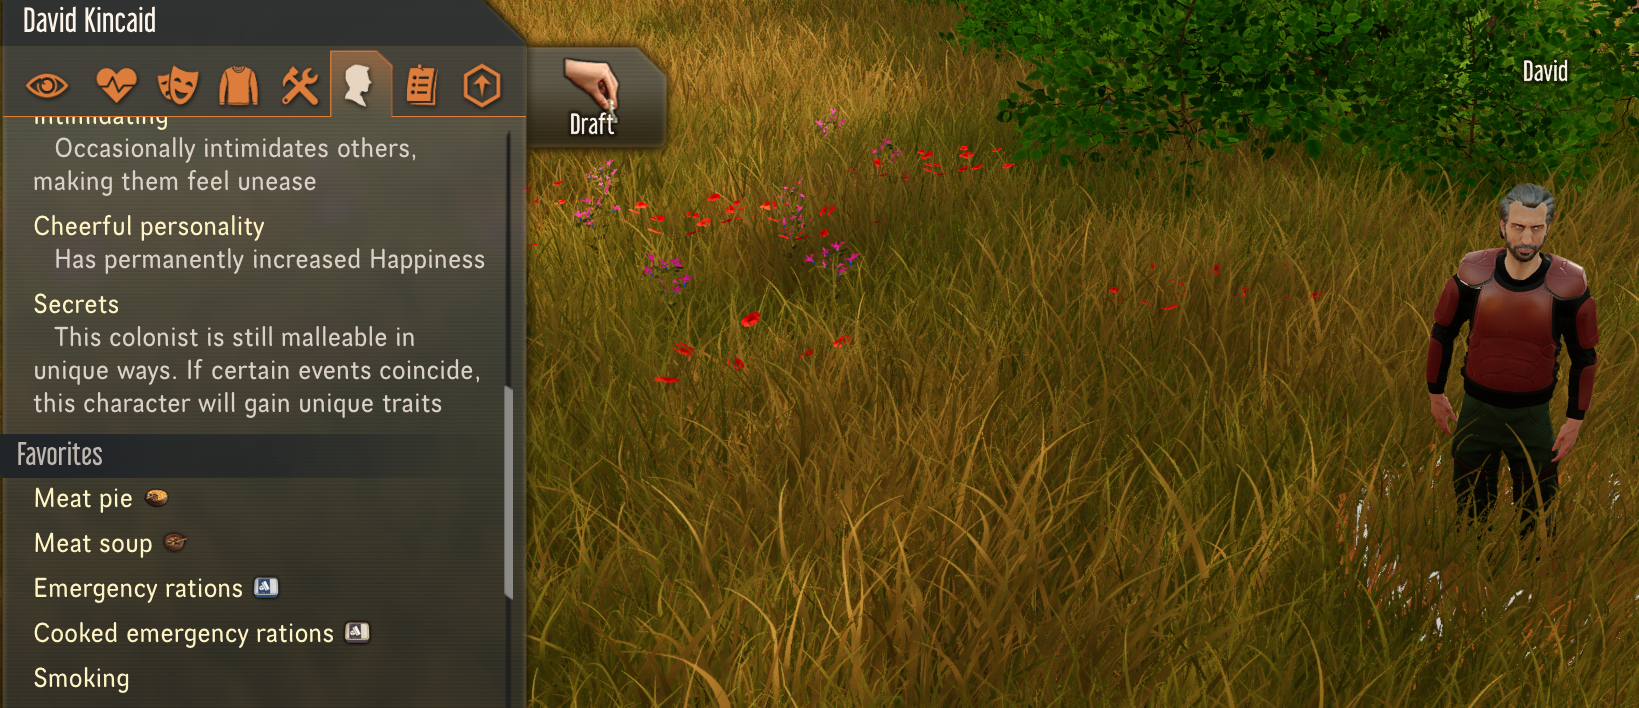 David Kincaid
Intimidating
Occasionally intimidates others,
making them feel unease
Cheerful personality
Has permanently increased Happiness
Secrets
This colonist is still malleable in
unique ways. If certain events coincide,
this character will gain unique traits
Favorites
Meat pie
Meat soup
Emergency rations
Cooked emergency rations
Smoking
Draft
David